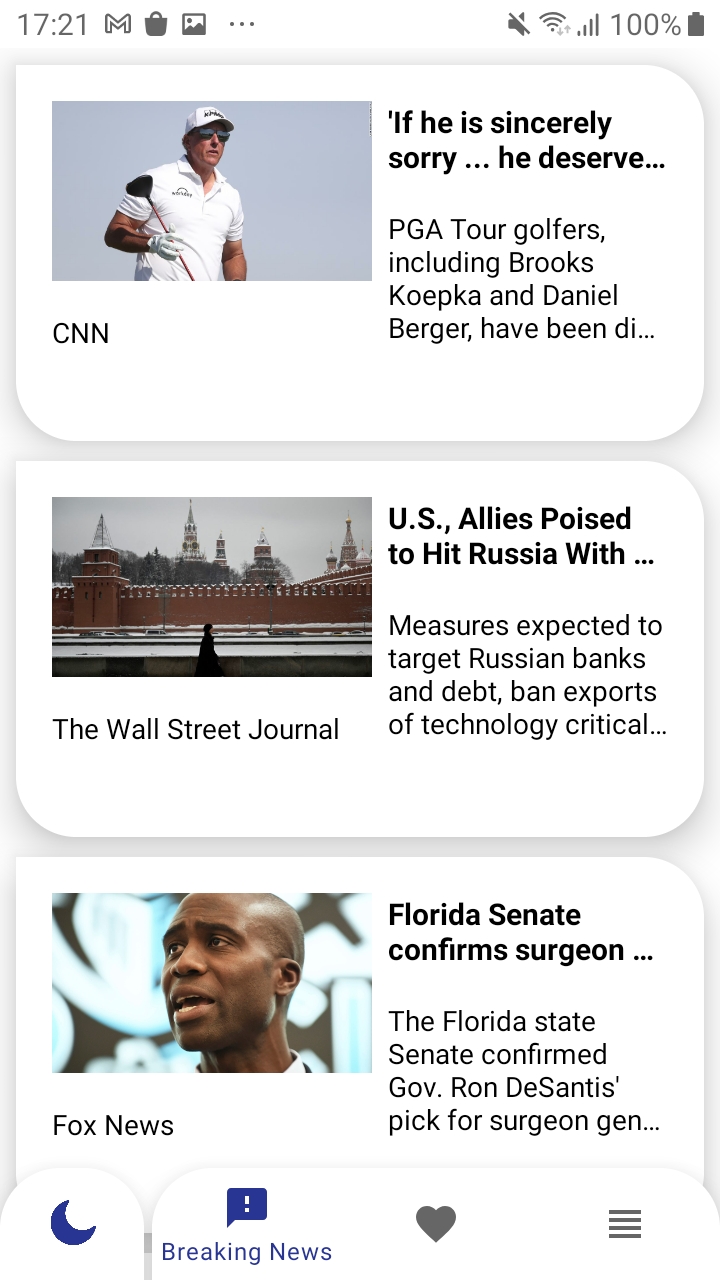 17:21
100%
'If he is sincerely
sorry ... he deserve...
PGA Tour golfers,
including Brooks
Koepka and Daniel
Berger, have been di...
CNN
U.S., Allies Poised
to Hit Russia With ...
Measures expected to
target Russian banks
and debt, ban exports
of technology critical...
The Wall Street Journal
Florida Senate
confirms surgeon ...
The Florida state
Senate confirmed
Gov. Ron DeSantis'
pick for surgeon gen...
Fox News
Breaking News